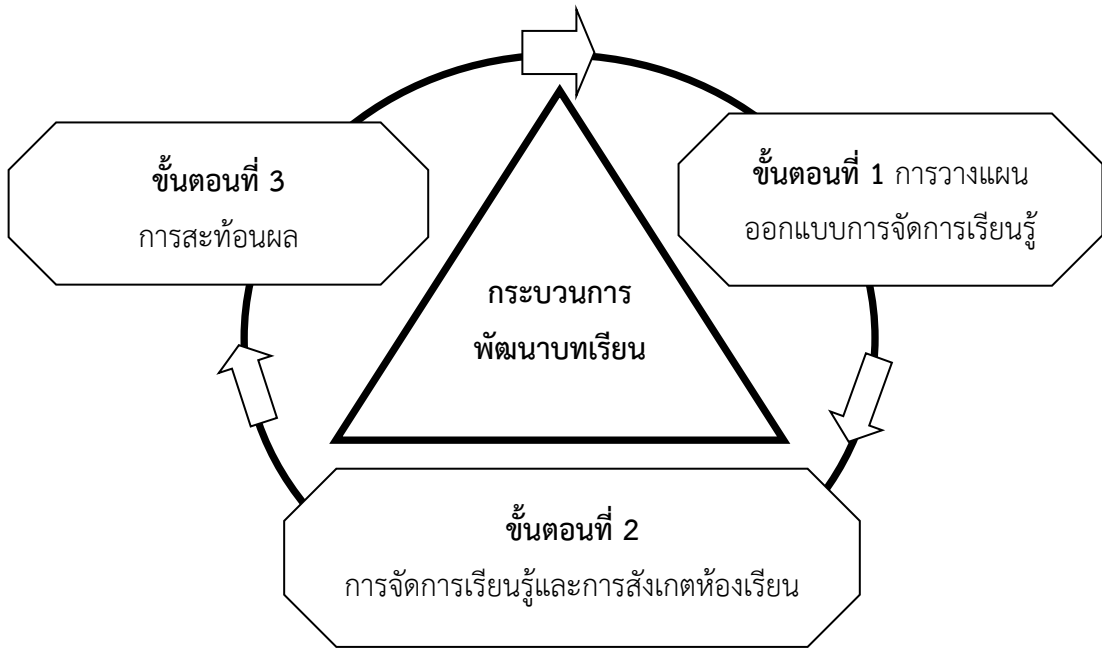 ขั้นตอนที่ 3
การสะท้อนผล
ขั้นตอนที่ 1 การวางแผน
ออกแบบการจัดการเรียนรู้
กระบวนการ
พัฒนาบทเรียน
ขั้นตอนที่ 2
การจัดการเรียนรู้และการสังเกตห้องเรียน